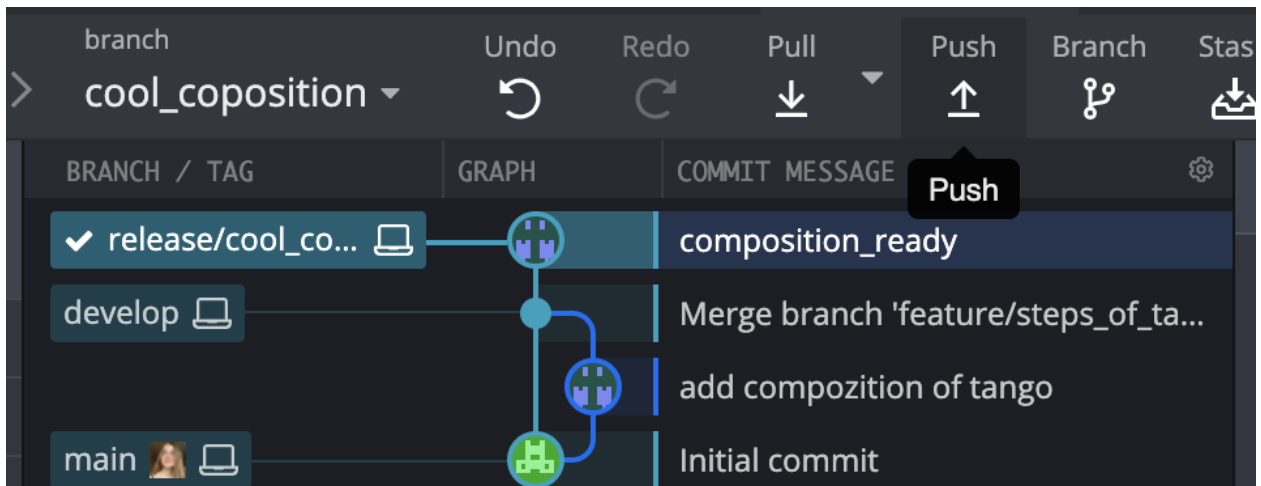 branch
cool_coposition
Undo
Redo
Pull
Push
Branch
Stas
BRANCH / TAG
GRAPH
COMMIT MESSAGE
Push
release/cool_co...
composition_ready
develop
Merge branch 'feature/steps_of_ta...
add compozition of tango
main
Initial commit